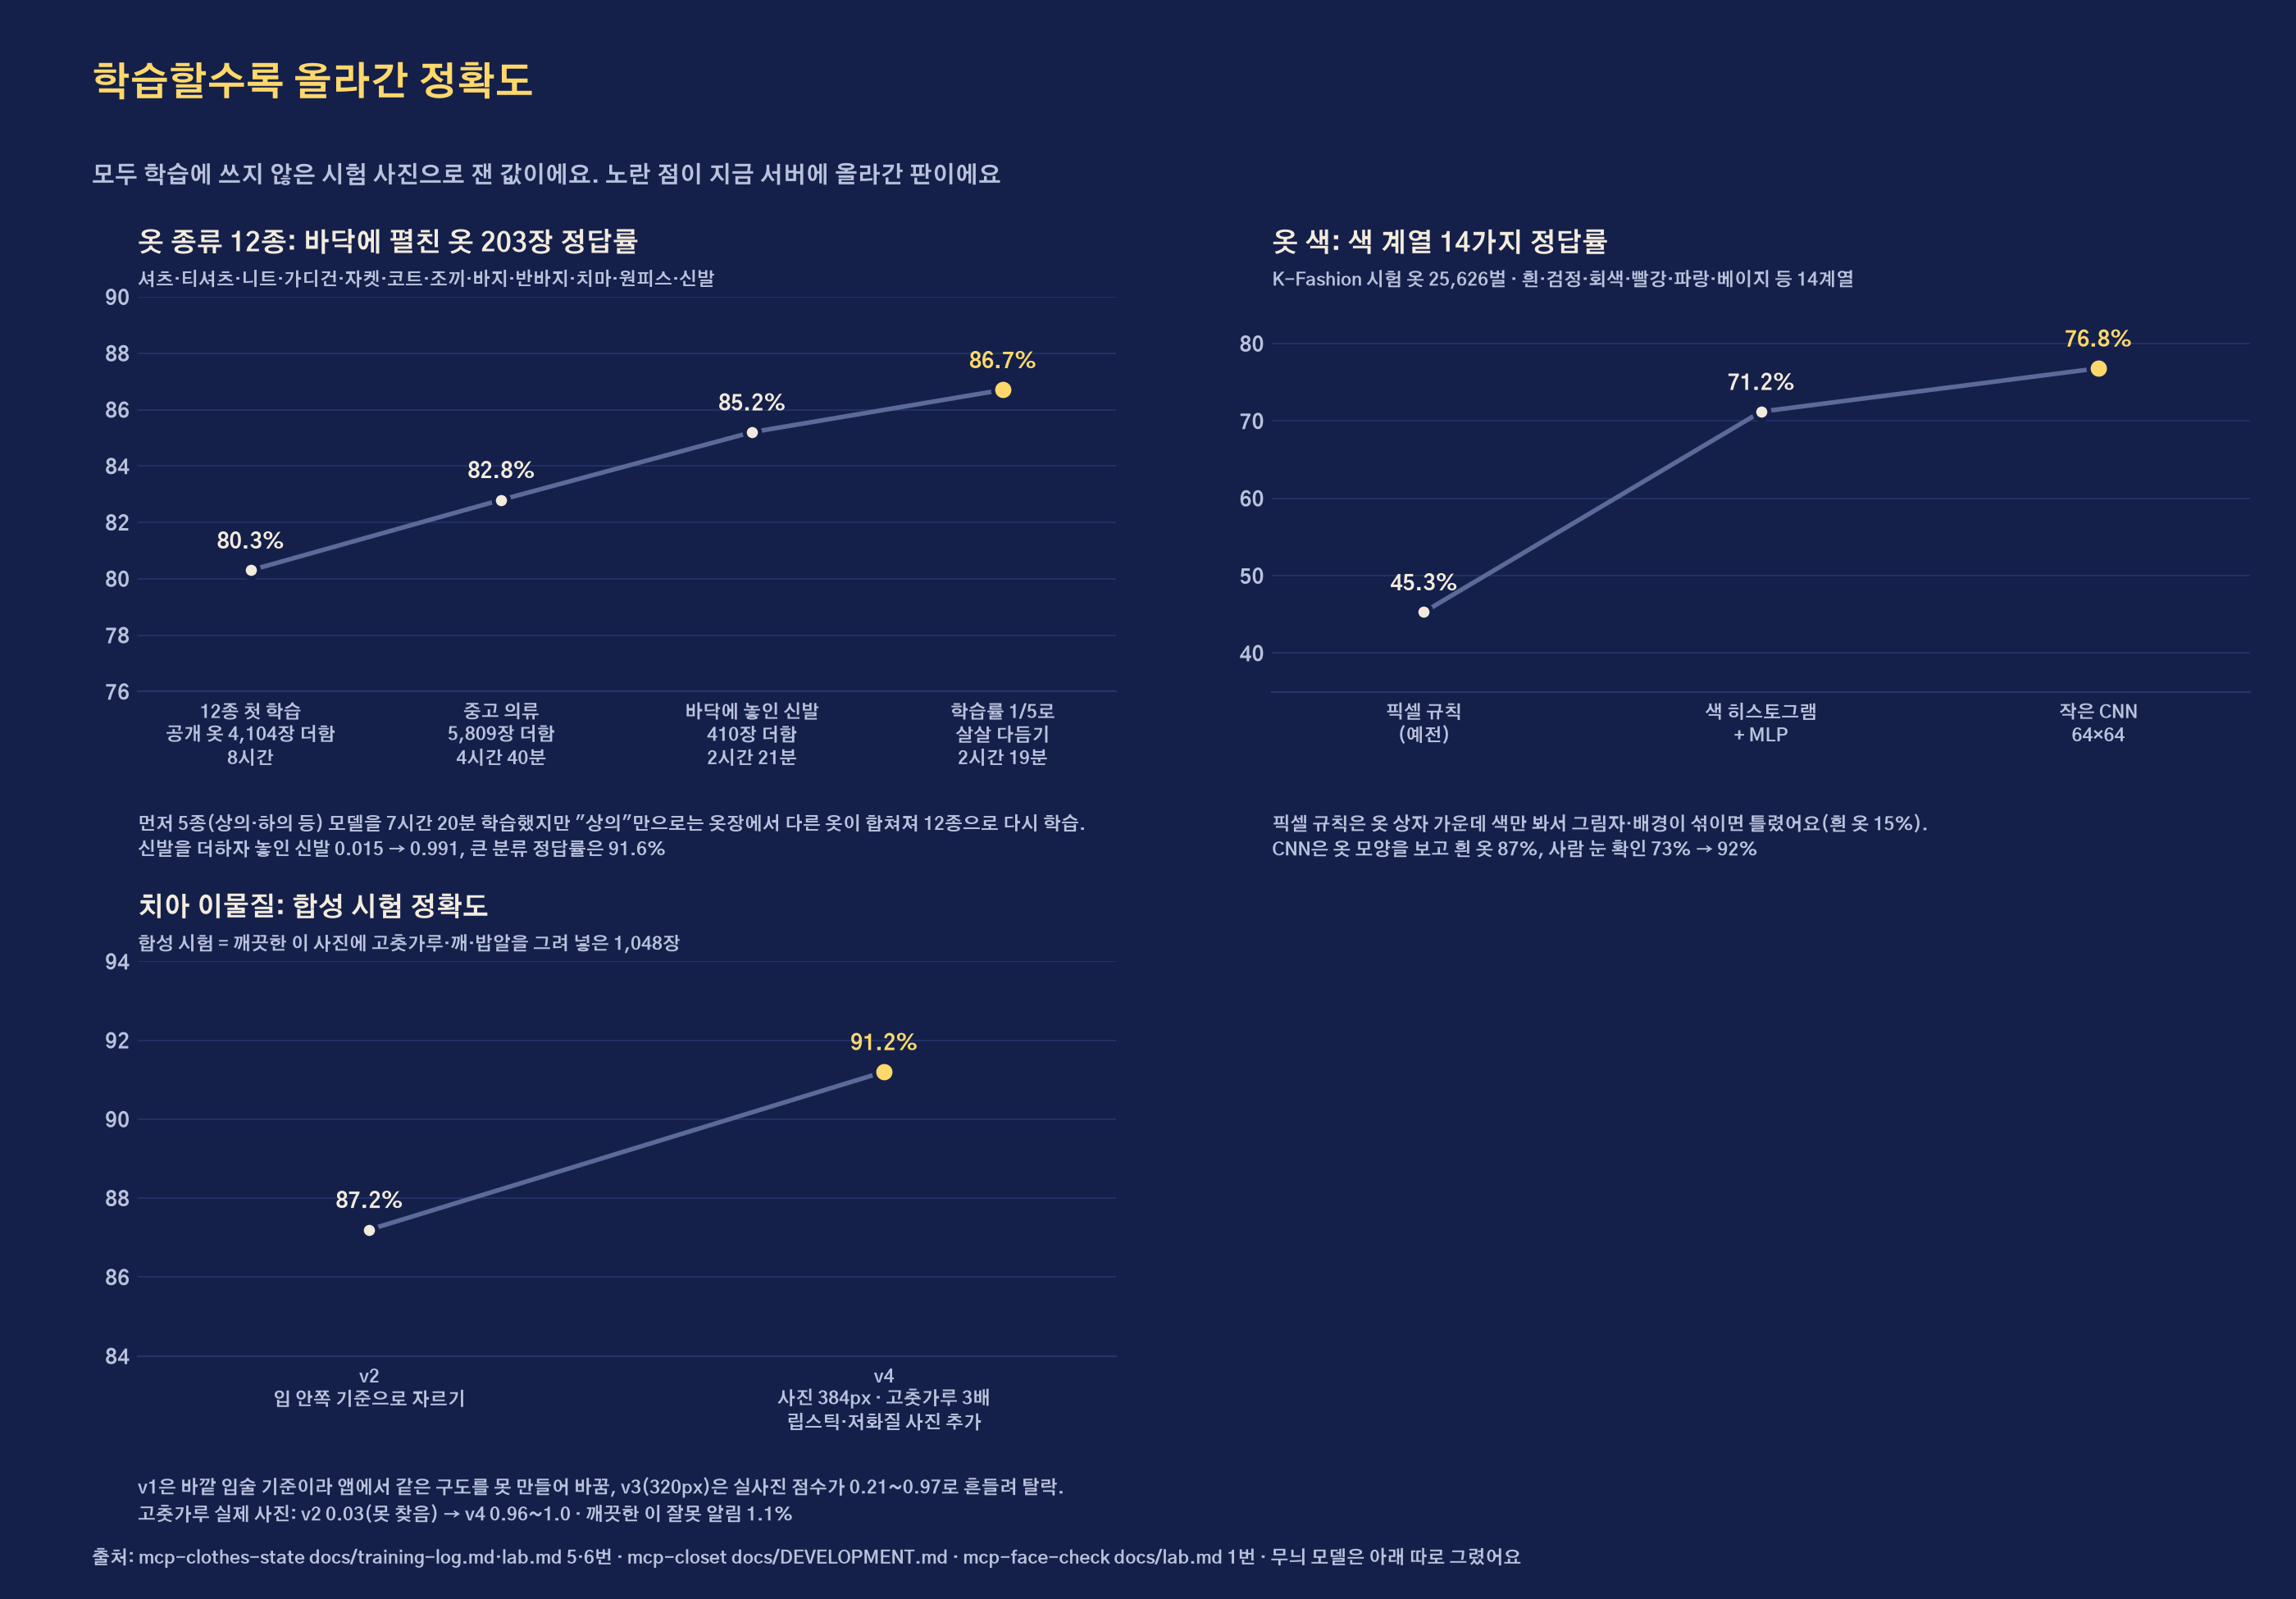 학습할수록 올라간 정확도
모두 학습에 쓰지 않은 시험 사진으로 잰 값이에요. 노란 점이 지금 서버에 올라간 판이에요
옷 종류 12종: 바닥에 펼친 옷 203장 정답률
셔츠·티셔츠·니트·가디건·자켓·코트·조끼·바지·반바지·치마·원피스·신발
90
88
86
84
82
80
78
76
80.3%
82.8%
85.2%
86.7%
12종 첫 학습
공개 옷 4,104장 더함
8시간
중고 의류
5,809장 더함
4시간 40분
바닥에 놓인 신발
410장 더함
2시간 21분
학습률 1/5로
살살 다듬기
2시간 19분
먼저 5종(상의·하의 등) 모델을 7시간 20분 학습했지만 "상의"만으로는 옷장에서 다른 옷이 합쳐져 12종으로 다시 학습.
신발을 더하자 놓인 신발 0.015 → 0.991, 큰 분류 정답률은 91.6%
옷 색: 색 계열 14가지 정답률
K-Fashion 시험 옷 25,626벌 · 흰·검정·회색·빨강·파랑·베이지 등 14계열
80
70
60
50
40
45.3%
71.2%
76.8%
픽셀 규칙
(예전)
색 히스토그램
+ MLP
작은 CNN
64×64
픽셀 규칙은 옷 상자 가운데 색만 봐서 그림자·배경이 섞이면 틀렸어요(흰 옷 15%).
CNN은 옷 모양을 보고 흰 옷 87%, 사람 눈 확인 73% → 92%
치아 이물질: 합성 시험 정확도
합성 시험 = 깨끗한 이 사진에 고춧가루·깨·밥알을 그려 넣은 1,048장
94
92
90
88
86
84
87.2%
91.2%
v2
입 안쪽 기준으로 자르기
v4
사진 384px · 고춧가루 3배
립스틱·저화질 사진 추가
v1은 바깥 입술 기준이라 앱에서 같은 구도를 못 만들어 바꿈, v3(320px)은 실사진 점수가 0.21~0.97로 흔들려 탈락.
고춧가루 실제 사진: v2 0.03(못 찾음) → v4 0.96~1.0 · 깨끗한 이 잘못 알림 1.1%
출처: mcp-clothes-state docs/training-log.md·lab.md 5·6번 · mcp-closet docs/DEVELOPMENT.md · mcp-face-check docs/lab.md 1번 · 무늬 모델은 아래 따로 그렸어요